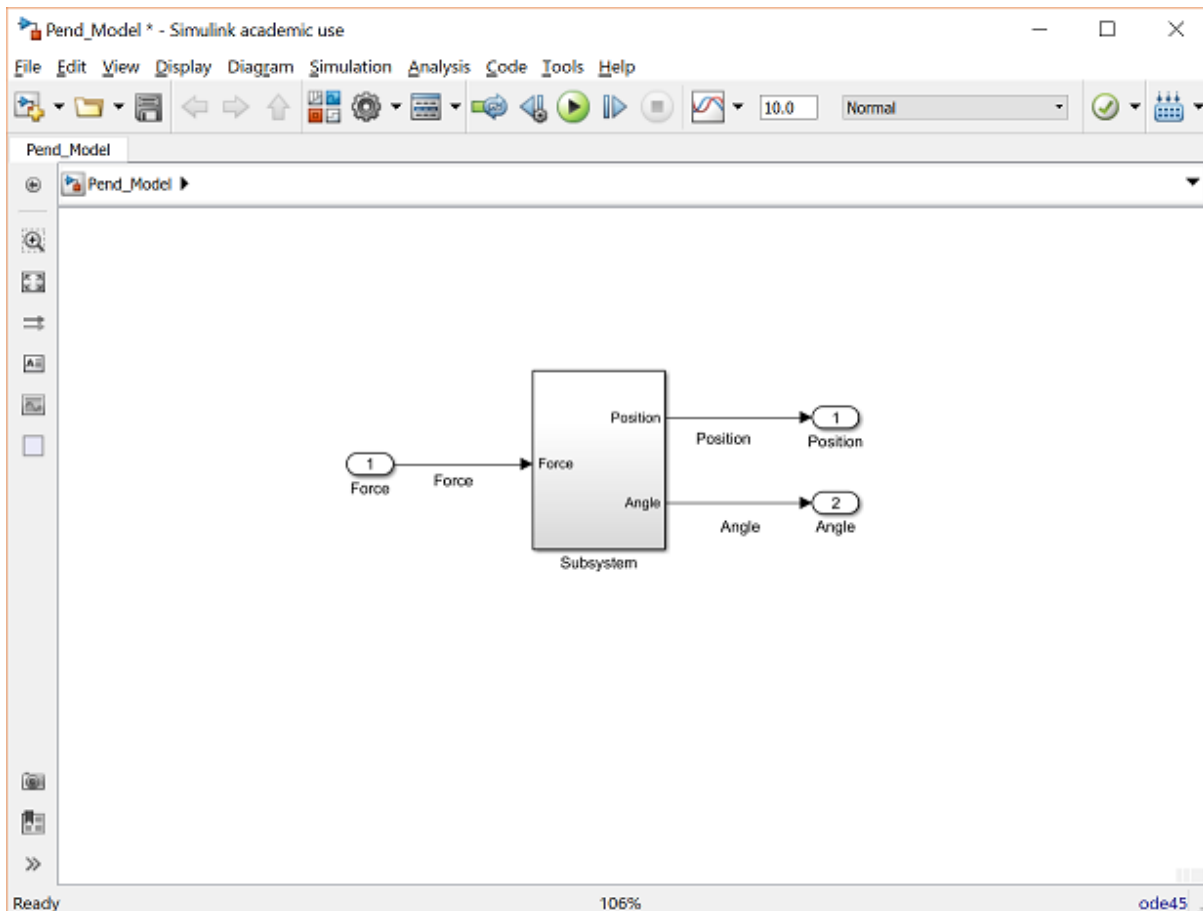 Pend_Model * - Simulink academic use
File Edit View Display Diagram Simulation Analysis Code Tools Help
10.0 Normal
Pend_Model
Pend_Model
Position 1
Position Position
1 Force
Force Force
Angle 2
Angle Angle
Subsystem
Ready 106% ode45